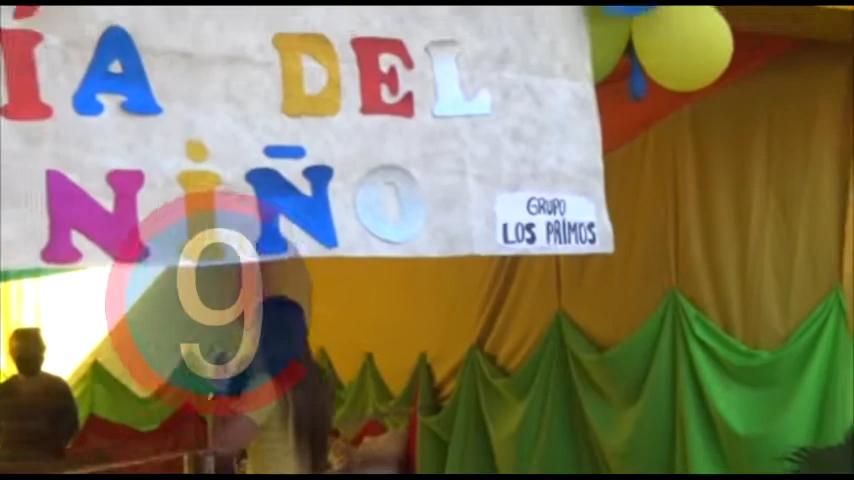 ÍA DEL
NIÑO
GRUPO
LOS PRIMOS
9